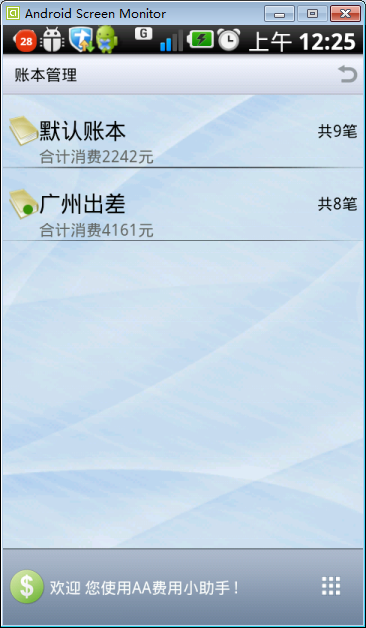 Android Screen Monitor
28 G 上午 12:25
账本管理
默认账本 共9笔
合计消费2242元
广州出差 共8笔
合计消费4161元
$ 欢迎 您使用AA费用小助手！